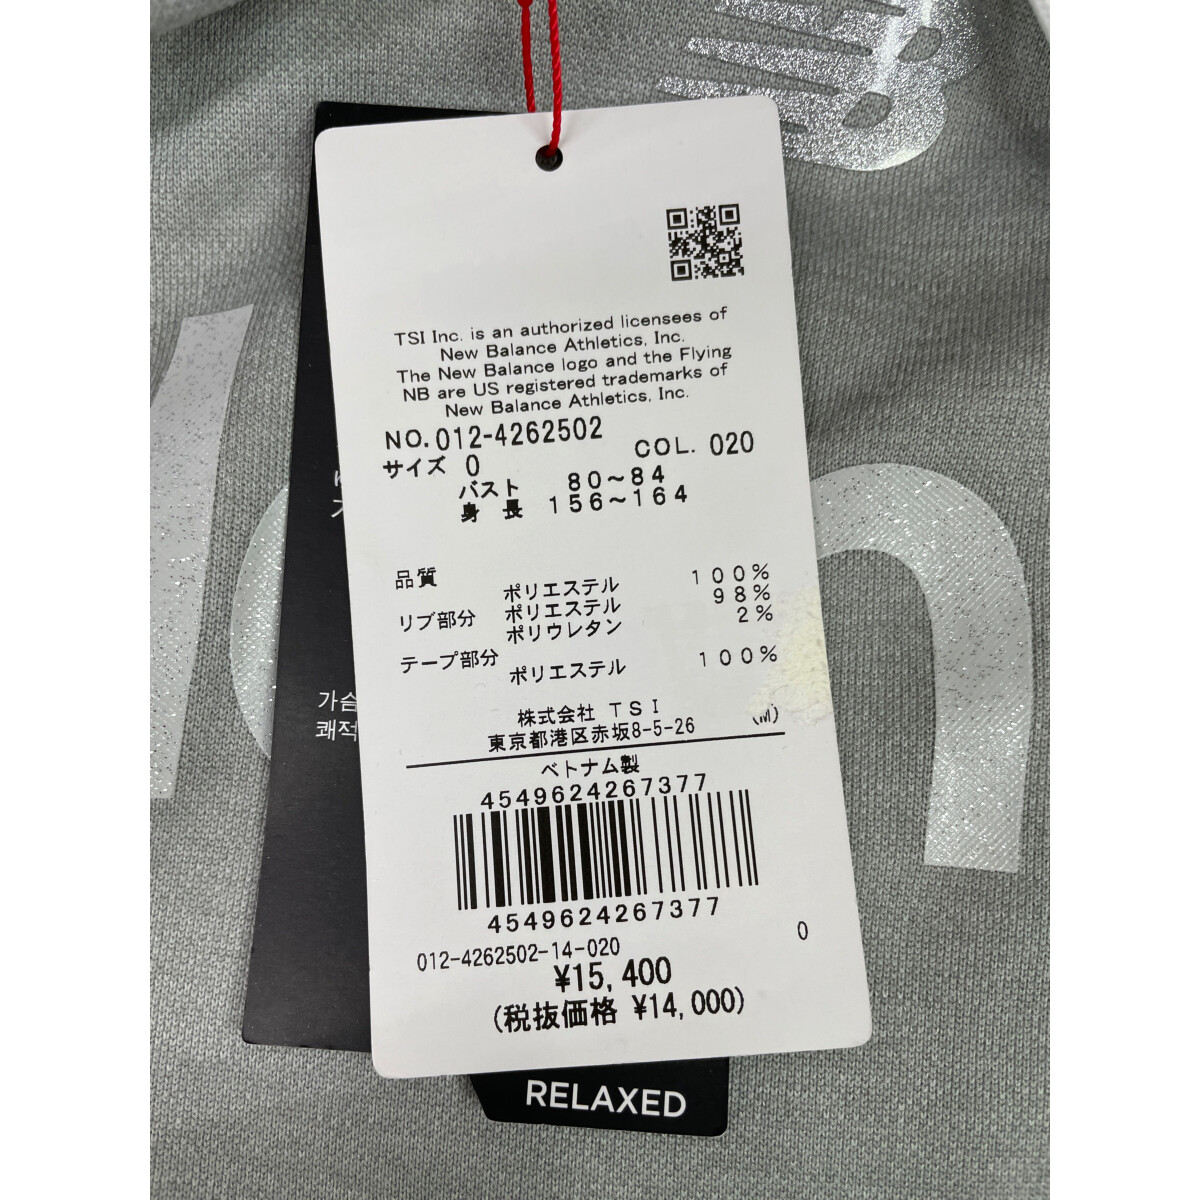 TSI Inc. is an authorized licensees of
New Balance Athletics, Inc.
The New Balance logo and the Flying
NB are US registered trademarks of
New Balance Athletics, Inc.
NO.012-4262502
サイズ 0 COL. 020
バスト 80～84
身 長 156～164
品質 ポリエステル 100%
リブ部分 ポリエステル 98%
ポリウレタン 2%
テープ部分 ポリエステル 100%
株式会社 TSI (M)
東京都港区赤坂8-5-26
ベトナム製
4549624267377
4549624267377
012-4262502-14-020 0
¥15,400
(税抜価格 ¥14,000)
가슴
쾌적
RELAXED